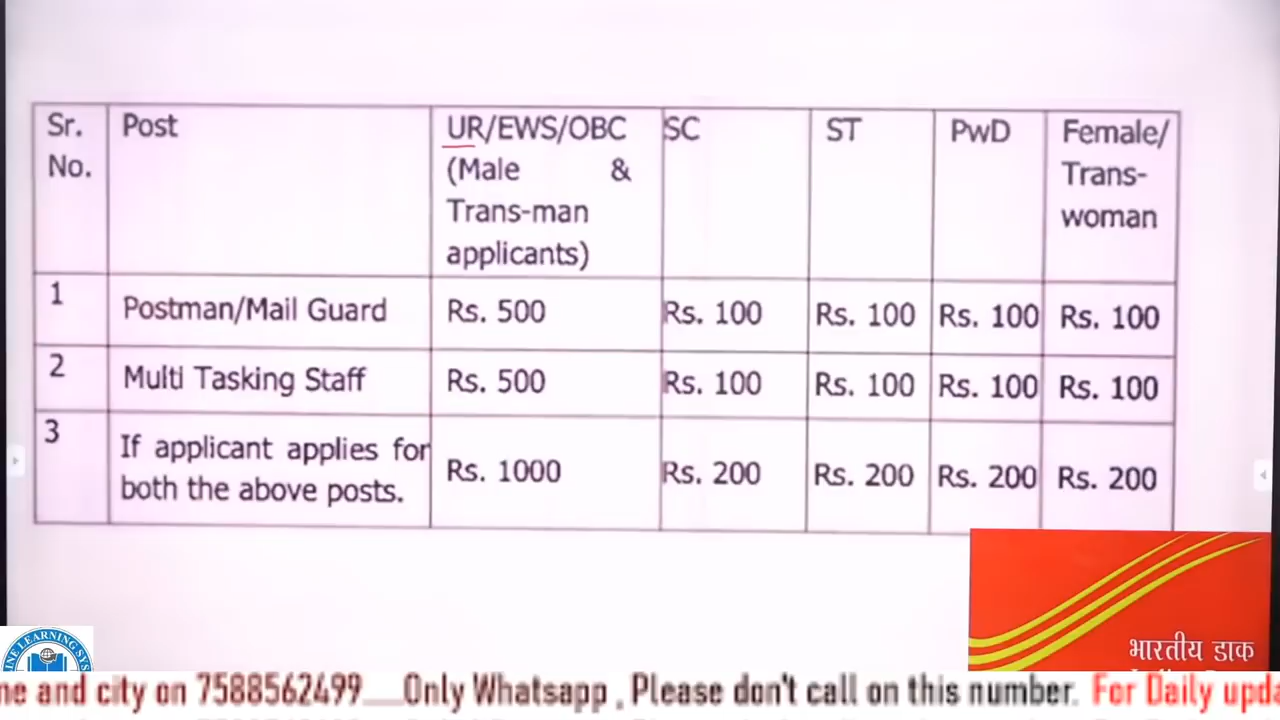 Sr. No. Post UR/EWS/OBC (Male & Trans-man applicants) SC ST PwD Female/ Trans-woman
1 Postman/Mail Guard Rs. 500 Rs. 100 Rs. 100 Rs. 100 Rs. 100
2 Multi Tasking Staff Rs. 500 Rs. 100 Rs. 100 Rs. 100 Rs. 100
3 If applicant applies for both the above posts. Rs. 1000 Rs. 200 Rs. 200 Rs. 200 Rs. 200
भारतीय डाक
LEARNING
and city on 7588562499.....Only Whatsapp , Please don't call on this number. For Daily